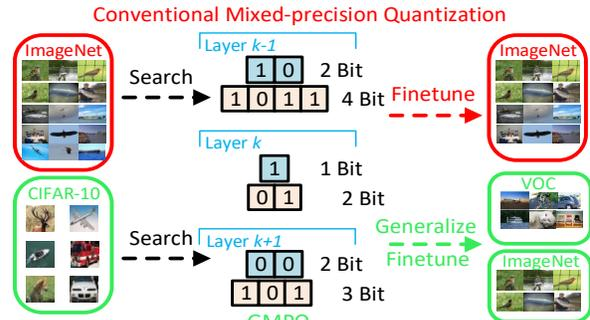 Conventional Mixed-precision Quantization
ImageNet
Search
Layer k-1
1 0 2 Bit
1 0 1 1 4 Bit
Finetune
ImageNet
Layer k
1 1 Bit
0 1 2 Bit
CIFAR-10
Search
Layer k+1
0 0 2 Bit
1 0 1 3 Bit
Generalize
Finetune
VOC
ImageNet
GMPQ